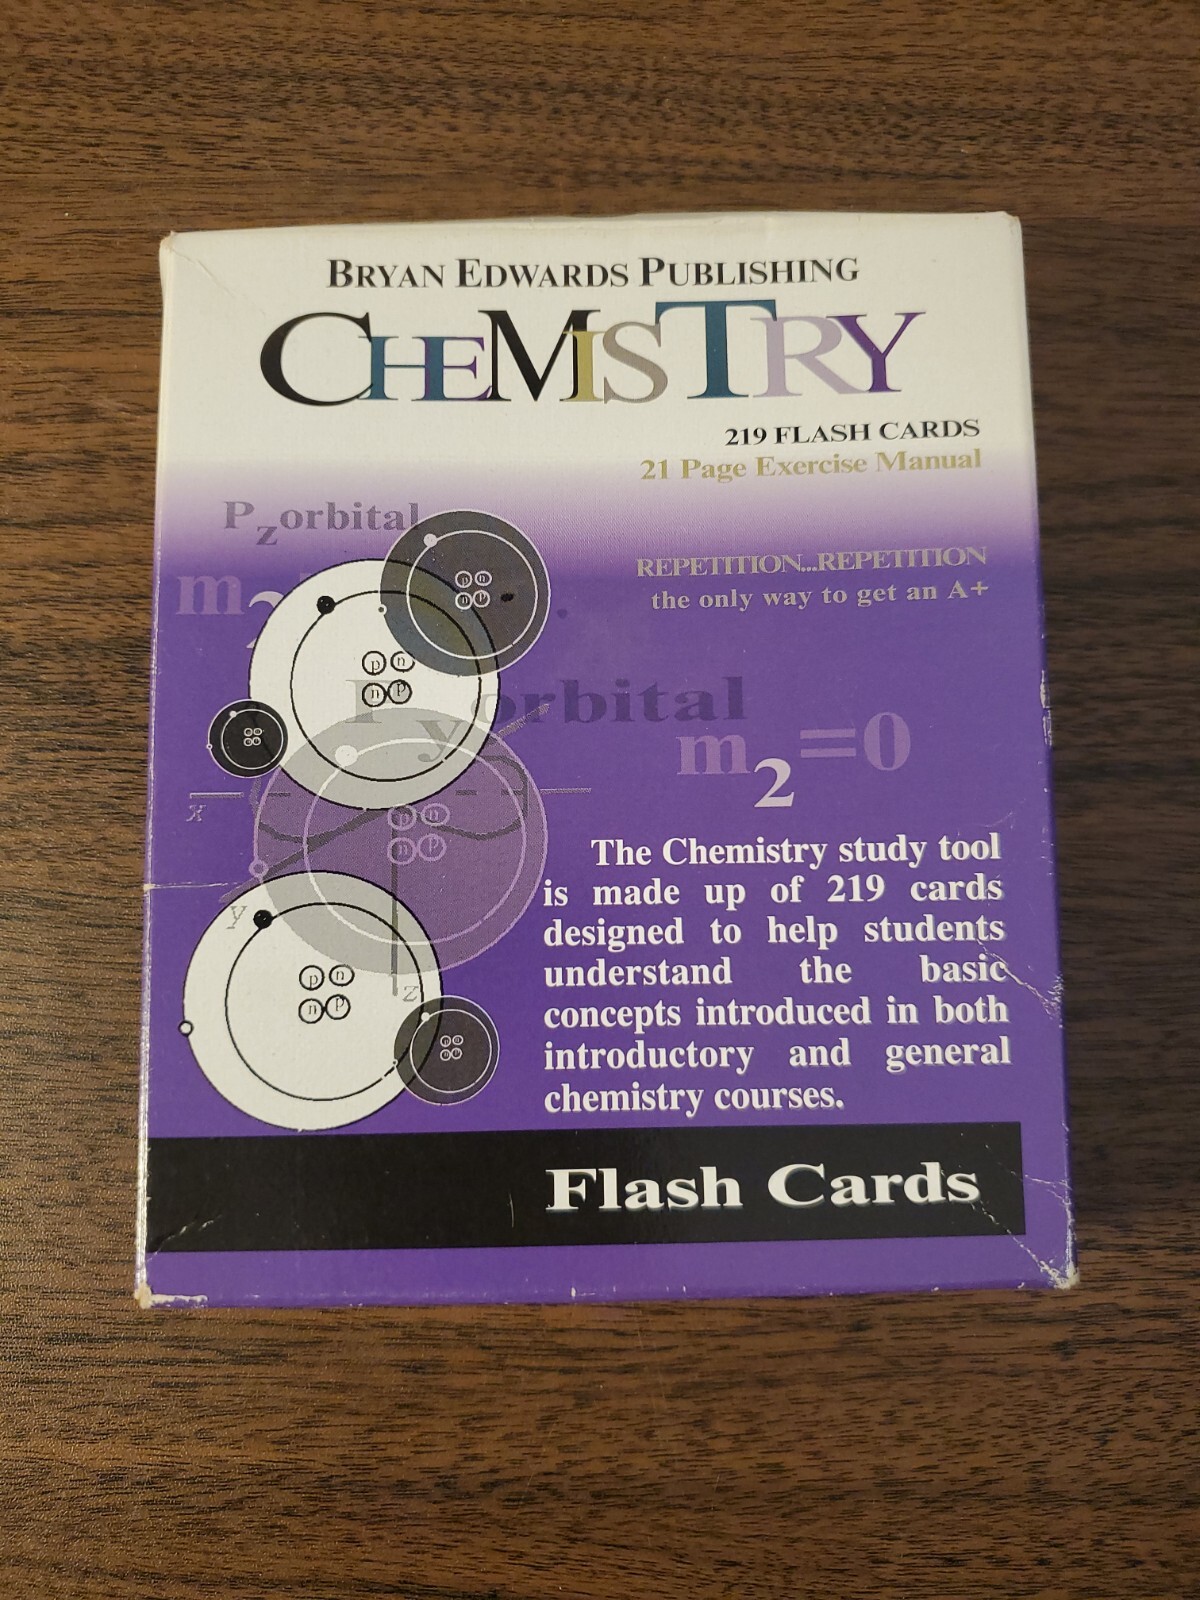 BRYAN EDWARDS PUBLISHING
CHEMISTRY
219 FLASH CARDS
21 Page Exercise Manual
Pzorbital
REPETITION...REPETITION
the only way to get an A+
m2
p n
n p
p n
n p
Pyorbital
m2=0
x
p n
n p
The Chemistry study tool
is made up of 219 cards
designed to help students
understand the basic
concepts introduced in both
introductory and general
chemistry courses.
y
p n
n p
z
Flash Cards